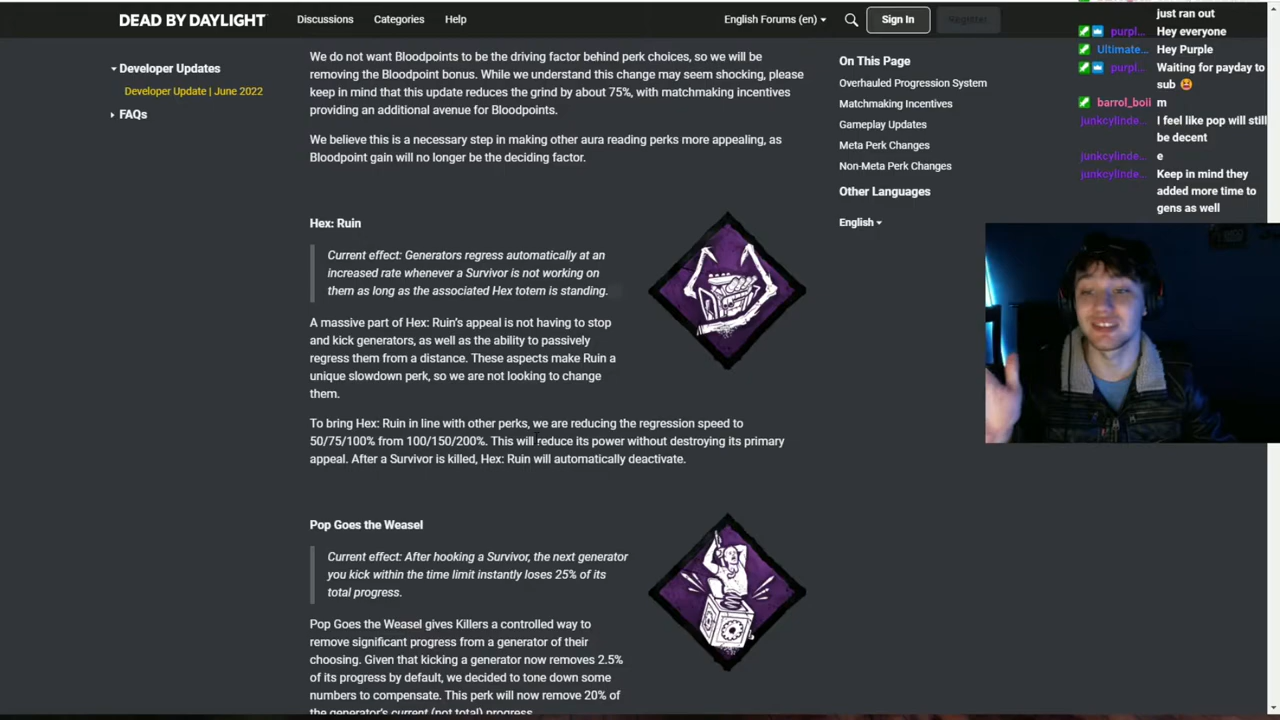 DEAD BY DAYLIGHT
Discussions
Categories
Help
English Forums (en)
Sign In
Register
Developer Updates
Developer Update | June 2022
FAQs
We do not want Bloodpoints to be the driving factor behind perk choices, so we will be
removing the Bloodpoint bonus. While we understand this change may seem shocking, please
keep in mind that this update reduces the grind by about 75%, with matchmaking incentives
providing an additional avenue for Bloodpoints.
We believe this is a necessary step in making other aura reading perks more appealing, as
Bloodpoint gain will no longer be the deciding factor.
Hex: Ruin
Current effect: Generators regress automatically at an
increased rate whenever a Survivor is not working on
them as long as the associated Hex totem is standing.
A massive part of Hex: Ruin's appeal is not having to stop
and kick generators, as well as the ability to passively
regress them from a distance. These aspects make Ruin a
unique slowdown perk, so we are not looking to change
them.
To bring Hex: Ruin in line with other perks, we are reducing the regression speed to
50/75/100% from 100/150/200%. This will reduce its power without destroying its primary
appeal. After a Survivor is killed, Hex: Ruin will automatically deactivate.
Pop Goes the Weasel
Current effect: After hooking a Survivor, the next generator
you kick within the time limit instantly loses 25% of its
total progress.
Pop Goes the Weasel gives Killers a controlled way to
remove significant progress from a generator of their
choosing. Given that kicking a generator now removes 2.5%
of its progress by default, we decided to tone down some
numbers to compensate. This perk will now remove 20% of
the generator's current (not total) progress.
On This Page
Overhauled Progression System
Matchmaking Incentives
Gameplay Updates
Meta Perk Changes
Non-Meta Perk Changes
Other Languages
English
just ran out
purpl... Hey everyone
Ultimate... Hey Purple
purpl... Waiting for payday to
sub
barrol_boii m
junkcylinde... I feel like pop will still
be decent
junkcylinde... e
junkcylinde... Keep in mind they
added more time to
gens as well